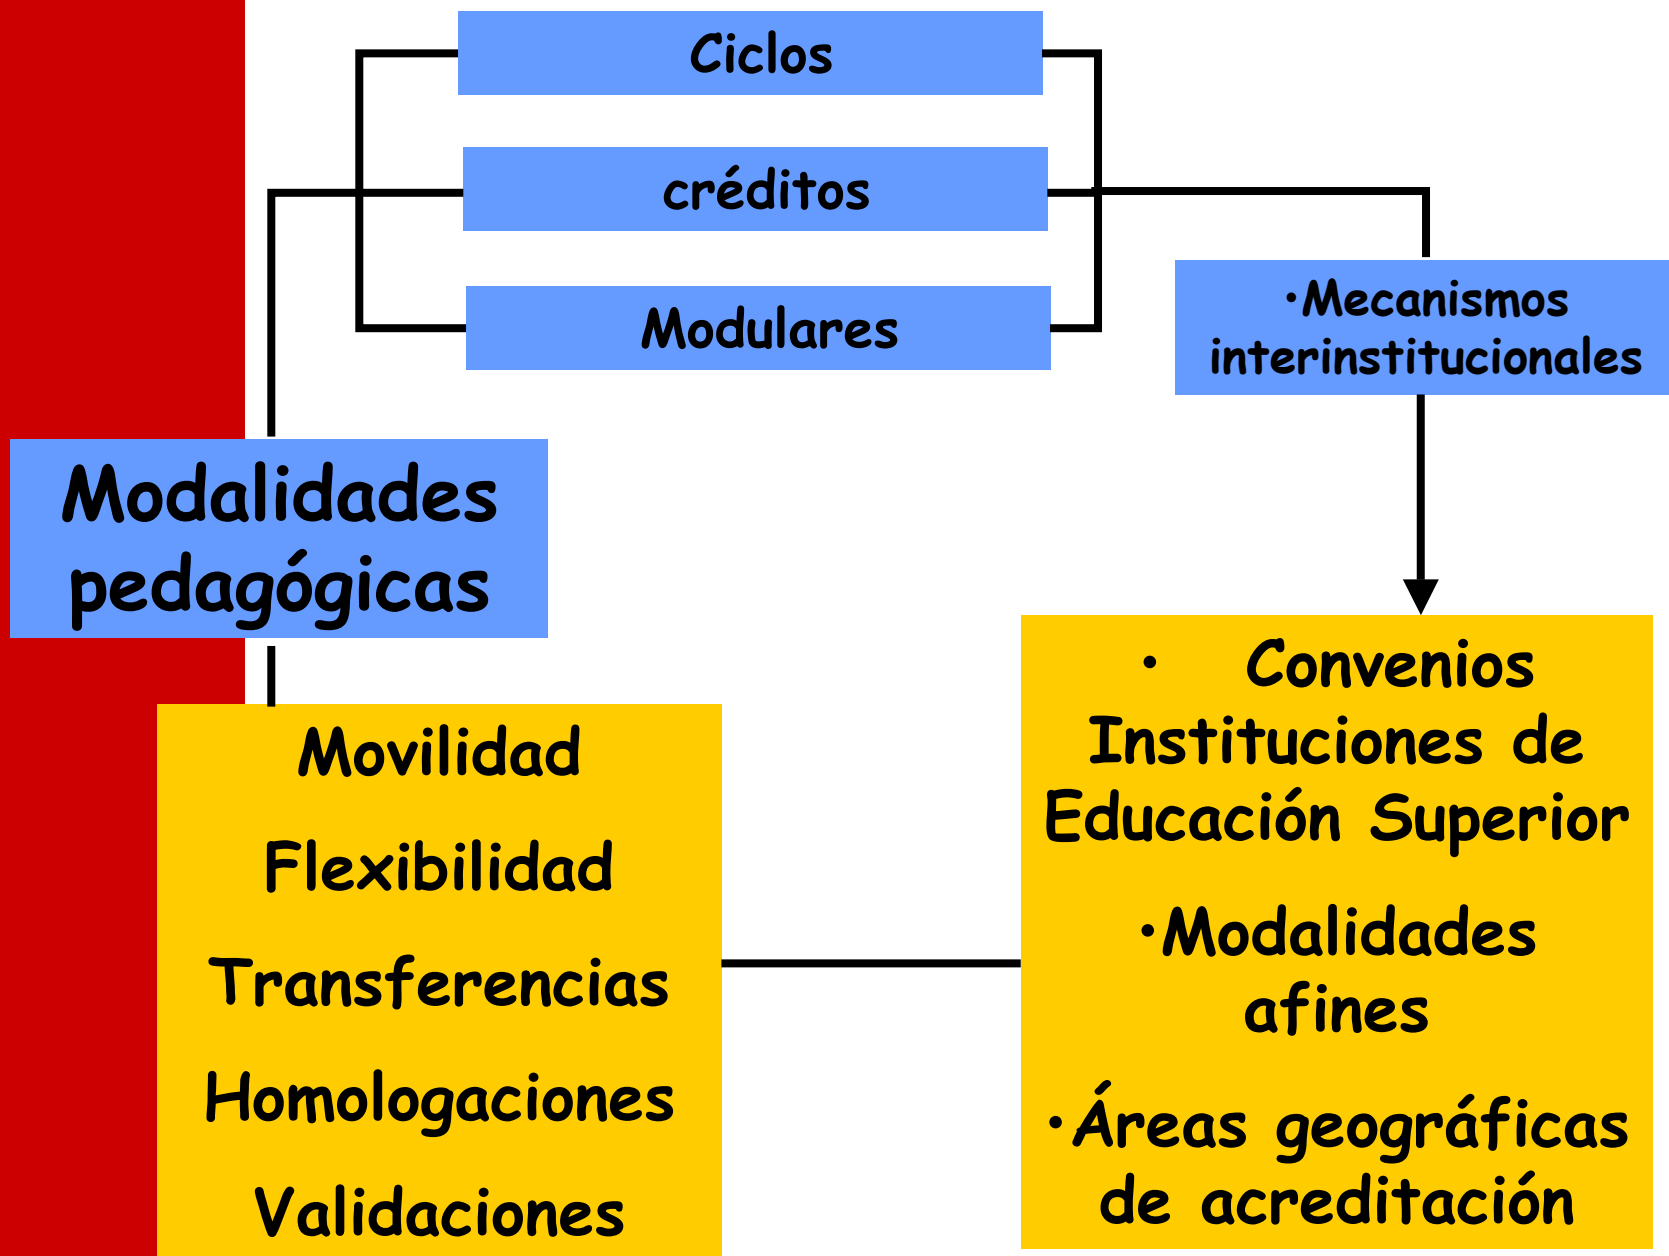 Ciclos
créditos
Modulares
•Mecanismos
interinstitucionales
Modalidades
pedagógicas
Movilidad
Flexibilidad
Transferencias
Homologaciones
Validaciones
• Convenios
Instituciones de
Educación Superior
•Modalidades
afines
•Áreas geográficas
de acreditación